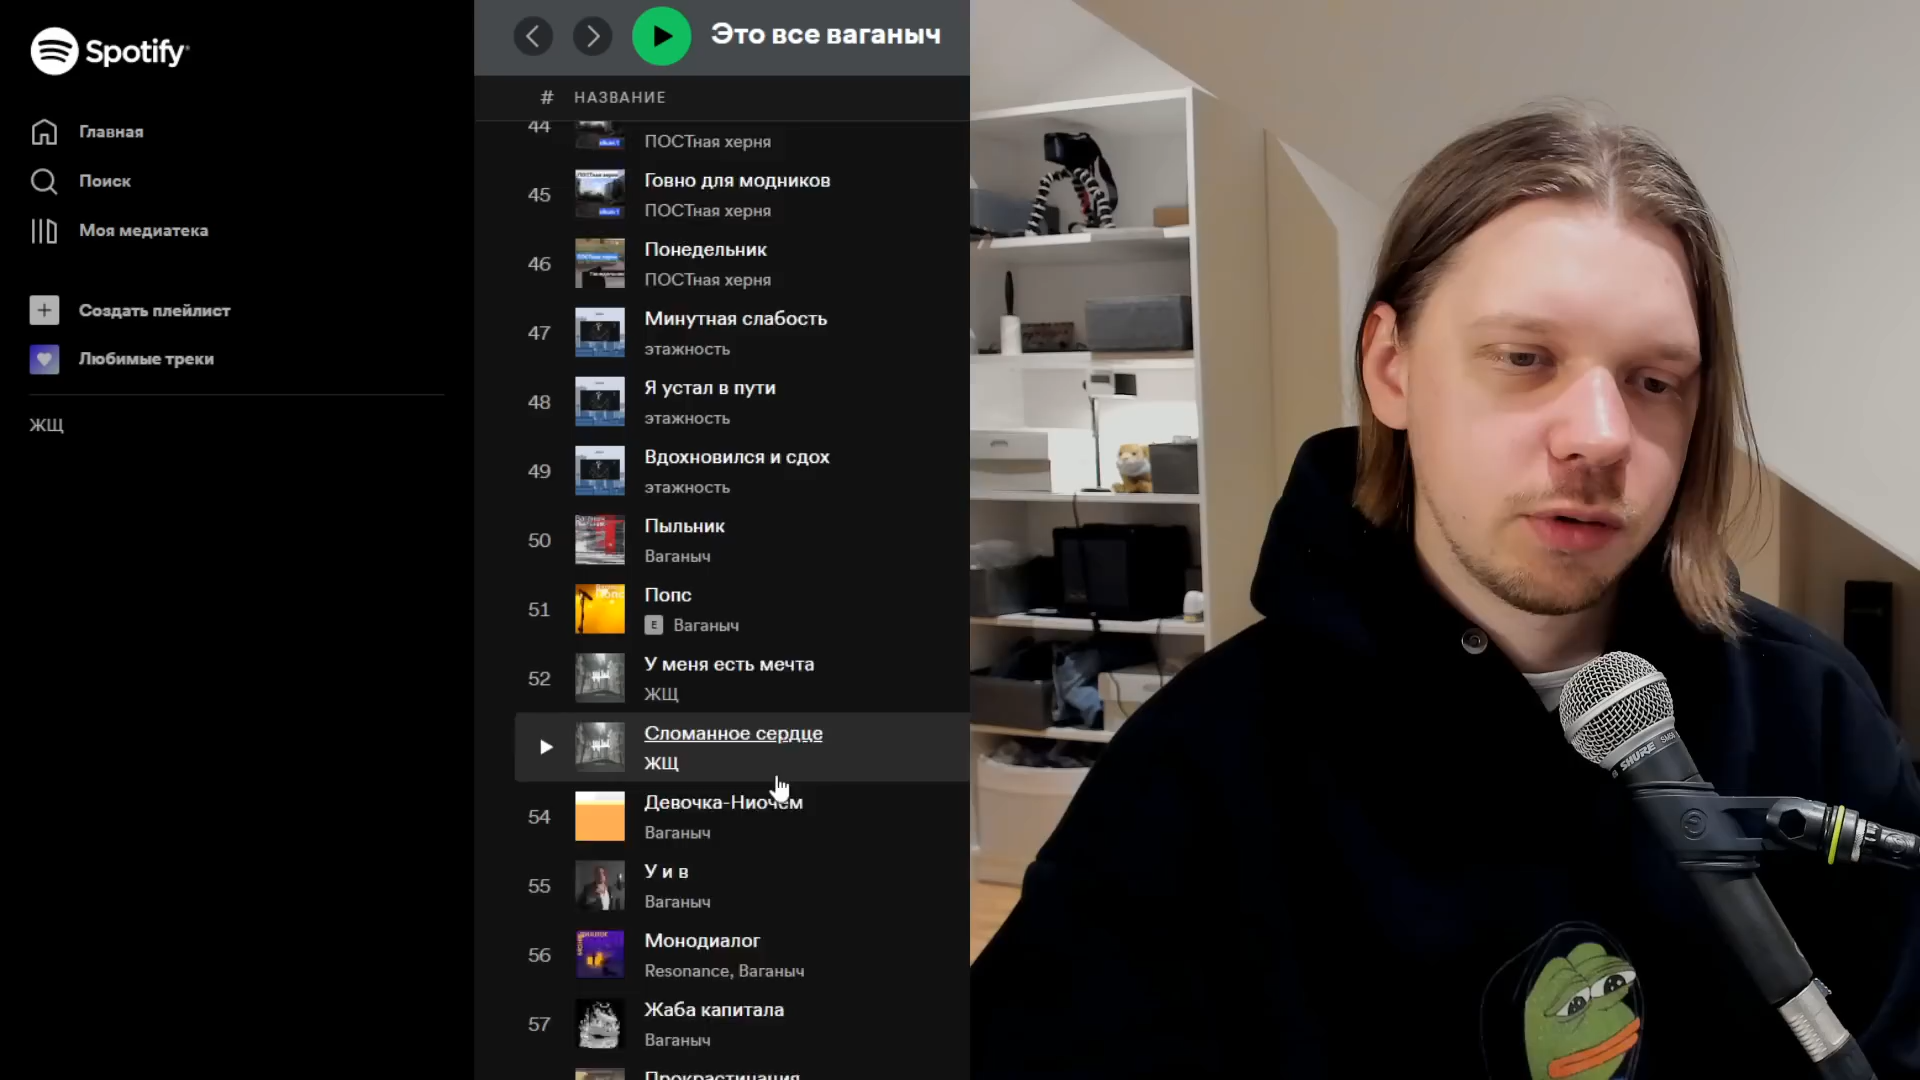 Spotify
Главная
Поиск
Моя медиатека
Создать плейлист
Любимые треки
ЖЩ
Это все ваганыч
# НАЗВАНИЕ
44
ПОСТная херня
45 Говно для модников
ПОСТная херня
46 Понедельник
ПОСТная херня
47 Минутная слабость
этажность
48 Я устал в пути
этажность
49 Вдохновился и сдох
этажность
50 Пыльник
Ваганыч
51 Попс
E Ваганыч
52 У меня есть мечта
ЖЩ
Сломанное сердце
ЖЩ
54 Девочка-Ниочём
Ваганыч
55 У и в
Ваганыч
56 Монодиалог
Resonance, Ваганыч
57 Жаба капитала
Ваганыч
Прокрастинация
SHURE SM58